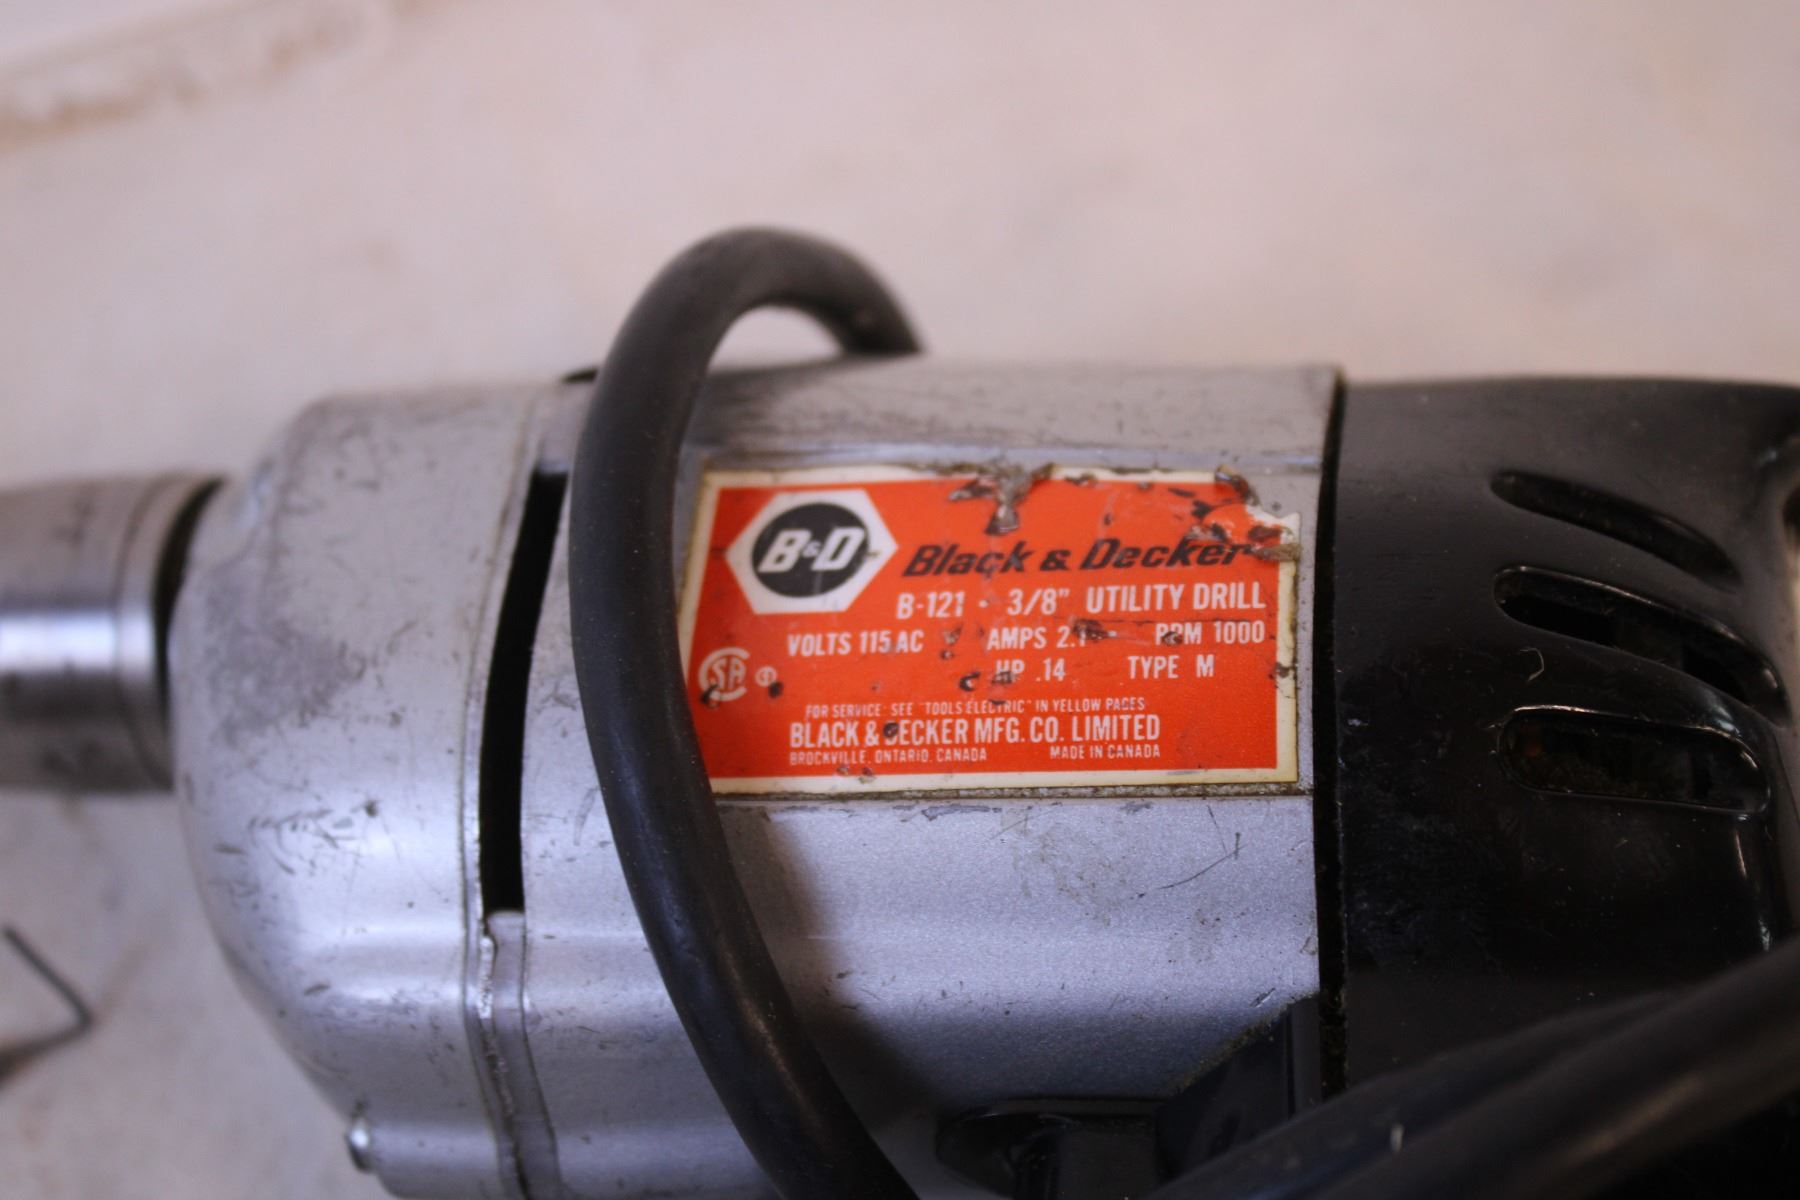 B&D Black & Decker
B-121 · 3/8" UTILITY DRILL
VOLTS 115 AC AMPS 2.1 RPM 1000
HP .14 TYPE M
CSA
FOR SERVICE SEE "TOOLS ELECTRIC" IN YELLOW PAGES
BLACK & DECKER MFG. CO. LIMITED
BROCKVILLE, ONTARIO, CANADA MADE IN CANADA